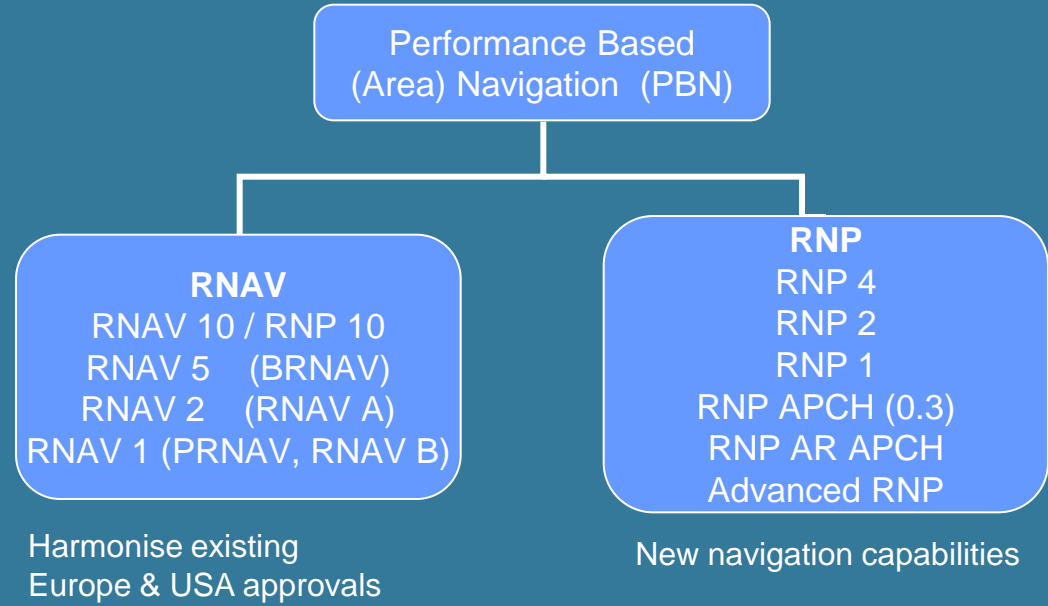 Performance Based
(Area) Navigation (PBN)
RNAV
RNAV 10 / RNP 10
RNAV 5 (BRNAV)
RNAV 2 (RNAV A)
RNAV 1 (PRNAV, RNAV B)
Harmonise existing
Europe & USA approvals
RNP
RNP 4
RNP 2
RNP 1
RNP APCH (0.3)
RNP AR APCH
Advanced RNP
New navigation capabilities